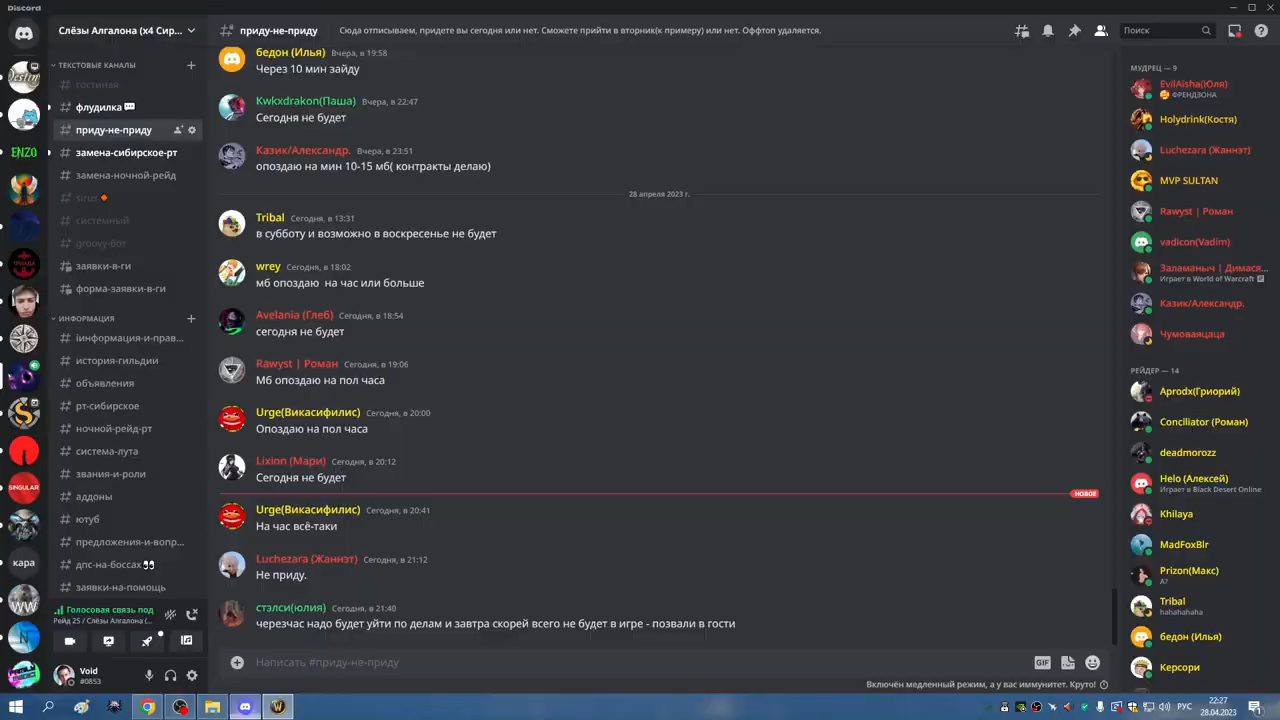 Discord
Слёзы Алгалона (x4 Сир...
приду-не-приду
Сюда отписываем, придете вы сегодня или нет. Сможете прийти в вторник(к примеру) или нет. Оффтоп удаляется.
Поиск
ТЕКСТОВЫЕ КАНАЛЫ
гостиная
флудилка
приду-не-приду
замена-сибирское-рт
замена-ночной-рейд
sirus
системный
groovy-бот
заявки-в-ги
форма-заявки-в-ги
ИНФОРМАЦИЯ
информация-и-прав...
история-гильдии
объявления
рт-сибирское
ночной-рейд-рт
система-лута
звания-и-роли
аддоны
ютуб
предложения-и-вопр...
дпс-на-боссах
заявки-на-помощь
Голосовая связь под
Рейд 25 / Слёзы Алгалона (...
Void
#0853
ENZO
ТРИАДА
SINGULAR
кара
WW
бедон (Илья) Вчера, в 19:58
Через 10 мин зайду
Kwkxdrakon(Паша) Вчера, в 22:47
Сегодня не будет
Казик/Александр. Вчера, в 23:51
опоздаю на мин 10-15 мб( контракты делаю)
28 апреля 2023 г.
Tribal Сегодня, в 13:31
в субботу и возможно в воскресенье не будет
wrey Сегодня, в 18:02
мб опоздаю на час или больше
Avelania (Глеб) Сегодня, в 18:54
сегодня не будет
Rawyst | Роман Сегодня, в 19:06
Мб опоздаю на пол часа
Urge(Викасифилис) Сегодня, в 20:00
Опоздаю на пол часа
Lixion (Мари) Сегодня, в 20:12
Сегодня не будет
НОВОЕ
Urge(Викасифилис) Сегодня, в 20:41
На час всё-таки
Luchezara (Жаннэт) Сегодня, в 21:12
Не приду.
стэлси(юлия) Сегодня, в 21:40
черезчас надо будет уйти по делам и завтра скорей всего не будет в игре - позвали в гости
Написать #приду-не-приду
GIF
Включён медленный режим, а у вас иммунитет. Круто!
МУДРЕЦ — 9
EvilAisha(Юля)
ФРЕНДЗОНА
Holydrink(Костя)
Luchezara (Жаннэт)
MVP SULTAN
Rawyst | Роман
vadicon(Vadim)
Заламаныч | Димася...
Играет в World of Warcraft
Казик/Александр.
Чумоваяцаца
РЕЙДЕР — 14
Aprodx(Гриорий)
Conciliator (Роман)
deadmorozz
Helo (Алексей)
Играет в Black Desert Online
Khilaya
MadFoxBlr
Prizon(Макс)
А?
Tribal
hahahahaha
бедон (Илья)
Керсори
РУС
22:27
28.04.2023